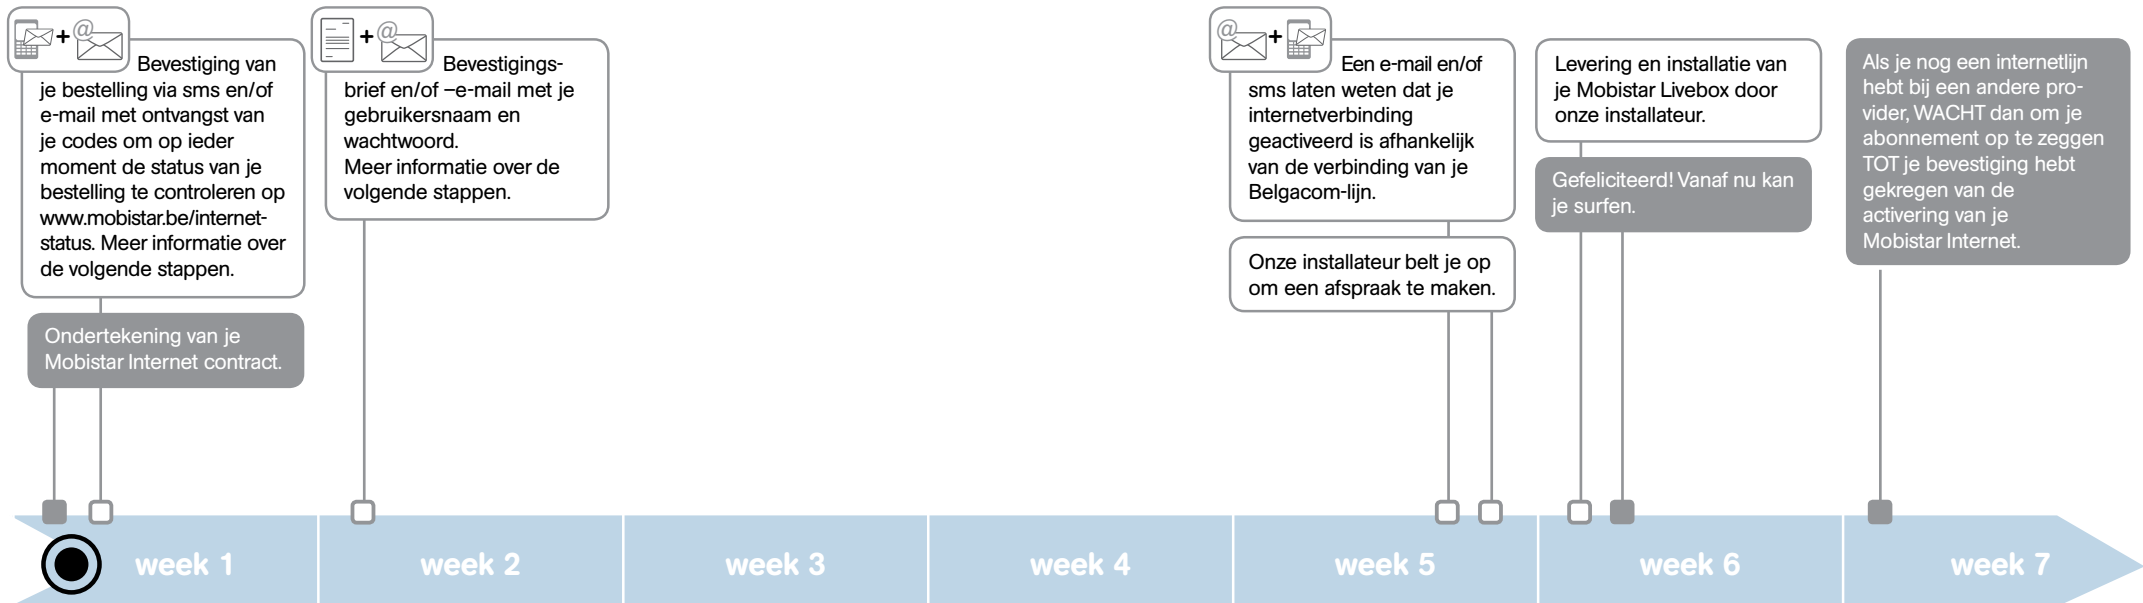 Bevestiging van
je bestelling via sms en/of
e-mail met ontvangst van
je codes om op ieder
moment de status van je
bestelling te controleren op
www.mobistar.be/internet-
status. Meer informatie over
de volgende stappen.
Ondertekening van je
Mobistar Internet contract.
Bevestigings-
brief en/of –e-mail met je
gebruikersnaam en
wachtwoord.
Meer informatie over de
volgende stappen.
Een e-mail en/of
sms laten weten dat je
internetverbinding
geactiveerd is afhankelijk
van de verbinding van je
Belgacom-lijn.
Onze installateur belt je op
om een afspraak te maken.
Levering en installatie van
je Mobistar Livebox door
onze installateur.
Gefeliciteerd! Vanaf nu kan
je surfen.
Als je nog een internetlijn
hebt bij een andere pro-
vider, WACHT dan om je
abonnement op te zeggen
TOT je bevestiging hebt
gekregen van de
activering van je
Mobistar Internet.
week 1
week 2
week 3
week 4
week 5
week 6
week 7